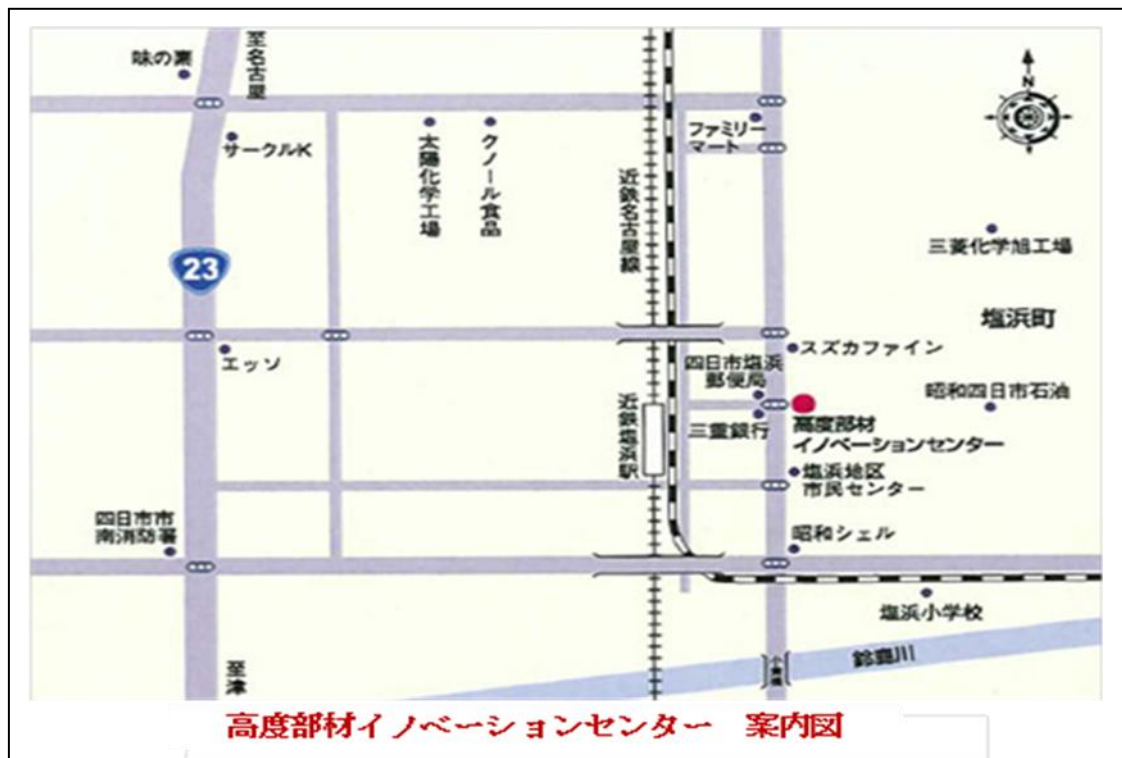 味の素
至名古屋
サークルK
太陽化学工場
クノール食品
近鉄名古屋線
ファミリー
マート
N
三菱化学旭工場
23
塩浜町
エッソ
スズカファイン
四日市塩浜
郵便局
昭和四日市石油
三重銀行
高度部材
イノベーションセンター
近鉄塩浜駅
塩浜地区
市民センター
四日市市
南消防署
昭和シェル
塩浜小学校
鈴鹿川
至津
高度部材イノベーションセンター 案内図